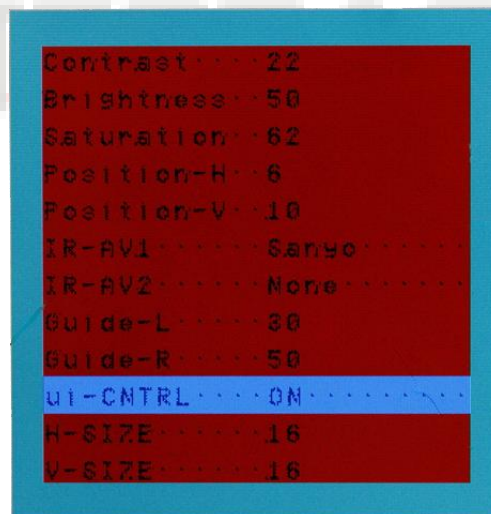 Contrast····22
Brightness··50
Saturation··62
Position-H··6
Position-V··10
IR-AV1······Sanyo······
IR-AV2······None·······
Guide-L·····30
Guide-R·····50
ui-CNTRL····ON·········
H-SIZE······16
V-SIZE······16